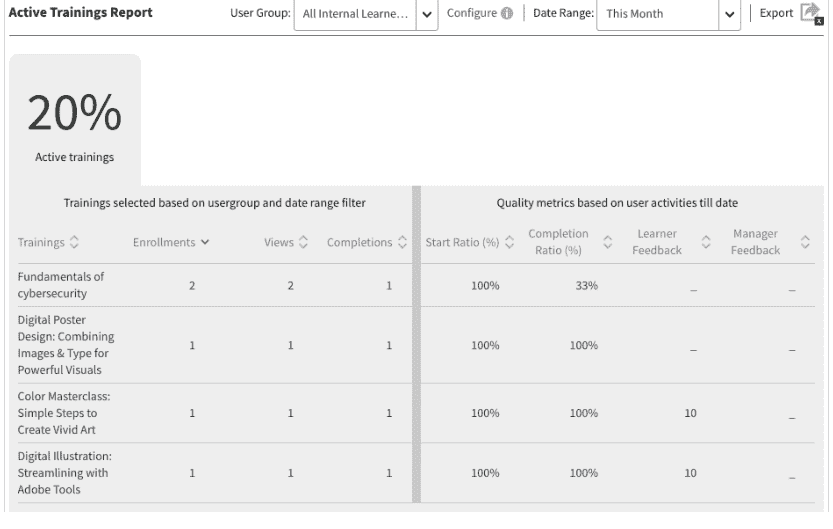 Active Trainings Report User Group: All Internal Learne... Configure Date Range: This Month Export
20%
Active trainings
Trainings selected based on usergroup and date range filter Quality metrics based on user activities till date
Trainings Enrollments Views Completions Start Ratio (%) Completion Ratio (%) Learner Feedback Manager Feedback
Fundamentals of
cybersecurity
2 2 1 100% 33% _ _
Digital Poster
Design: Combining
Images & Type for
Powerful Visuals
1 1 1 100% 100% _ _
Color Masterclass:
Simple Steps to
Create Vivid Art
1 1 1 100% 100% 10 _
Digital Illustration:
Streamlining with
Adobe Tools
1 1 1 100% 100% 10 _